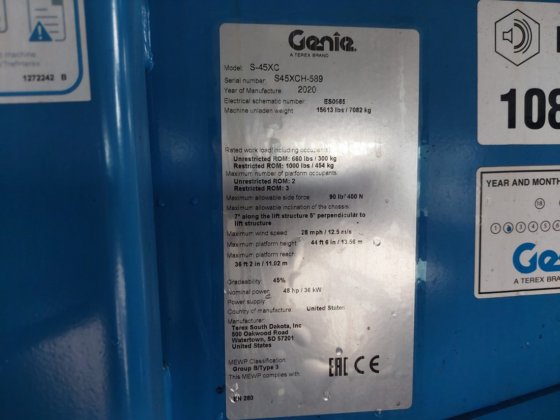 Genie
A TEREX BRAND
Model: S-45XC
Serial number: S45XCH-589
Year of Manufacture: 2020
Electrical schematic number: ES0585
Machine unladen weight: 15613 lbs / 7082 kg
Rated work load (including occupants):
Unrestricted ROM: 660 lbs / 300 kg
Restricted ROM: 1000 lbs / 454 kg
Maximum number of platform occupants:
Unrestricted ROM: 2
Restricted ROM: 3
Maximum allowable side force: 90 lb / 400 N
Maximum allowable inclination of the chassis:
7° along the lift structure 5° perpendicular to
lift structure
Maximum wind speed: 28 mph / 12.5 m/s
Maximum platform height: 44 ft 6 in / 13.56 m
Maximum platform reach
36 ft 2 in / 11.02 m
Gradeability: 45%
Nominal power: 48 hp / 36 kW
Power supply:
Country of manufacture: United States
Manufacturer:
Terex South Dakota, Inc
500 Oakwood Road
Watertown, SD 57201
United States
MEWP Classification
Group B/Type 3
This MEWP complies with:
EN 280
EAC CE
1272242 B
108
YEAR AND MONTH
Genie
A TEREX BRAND